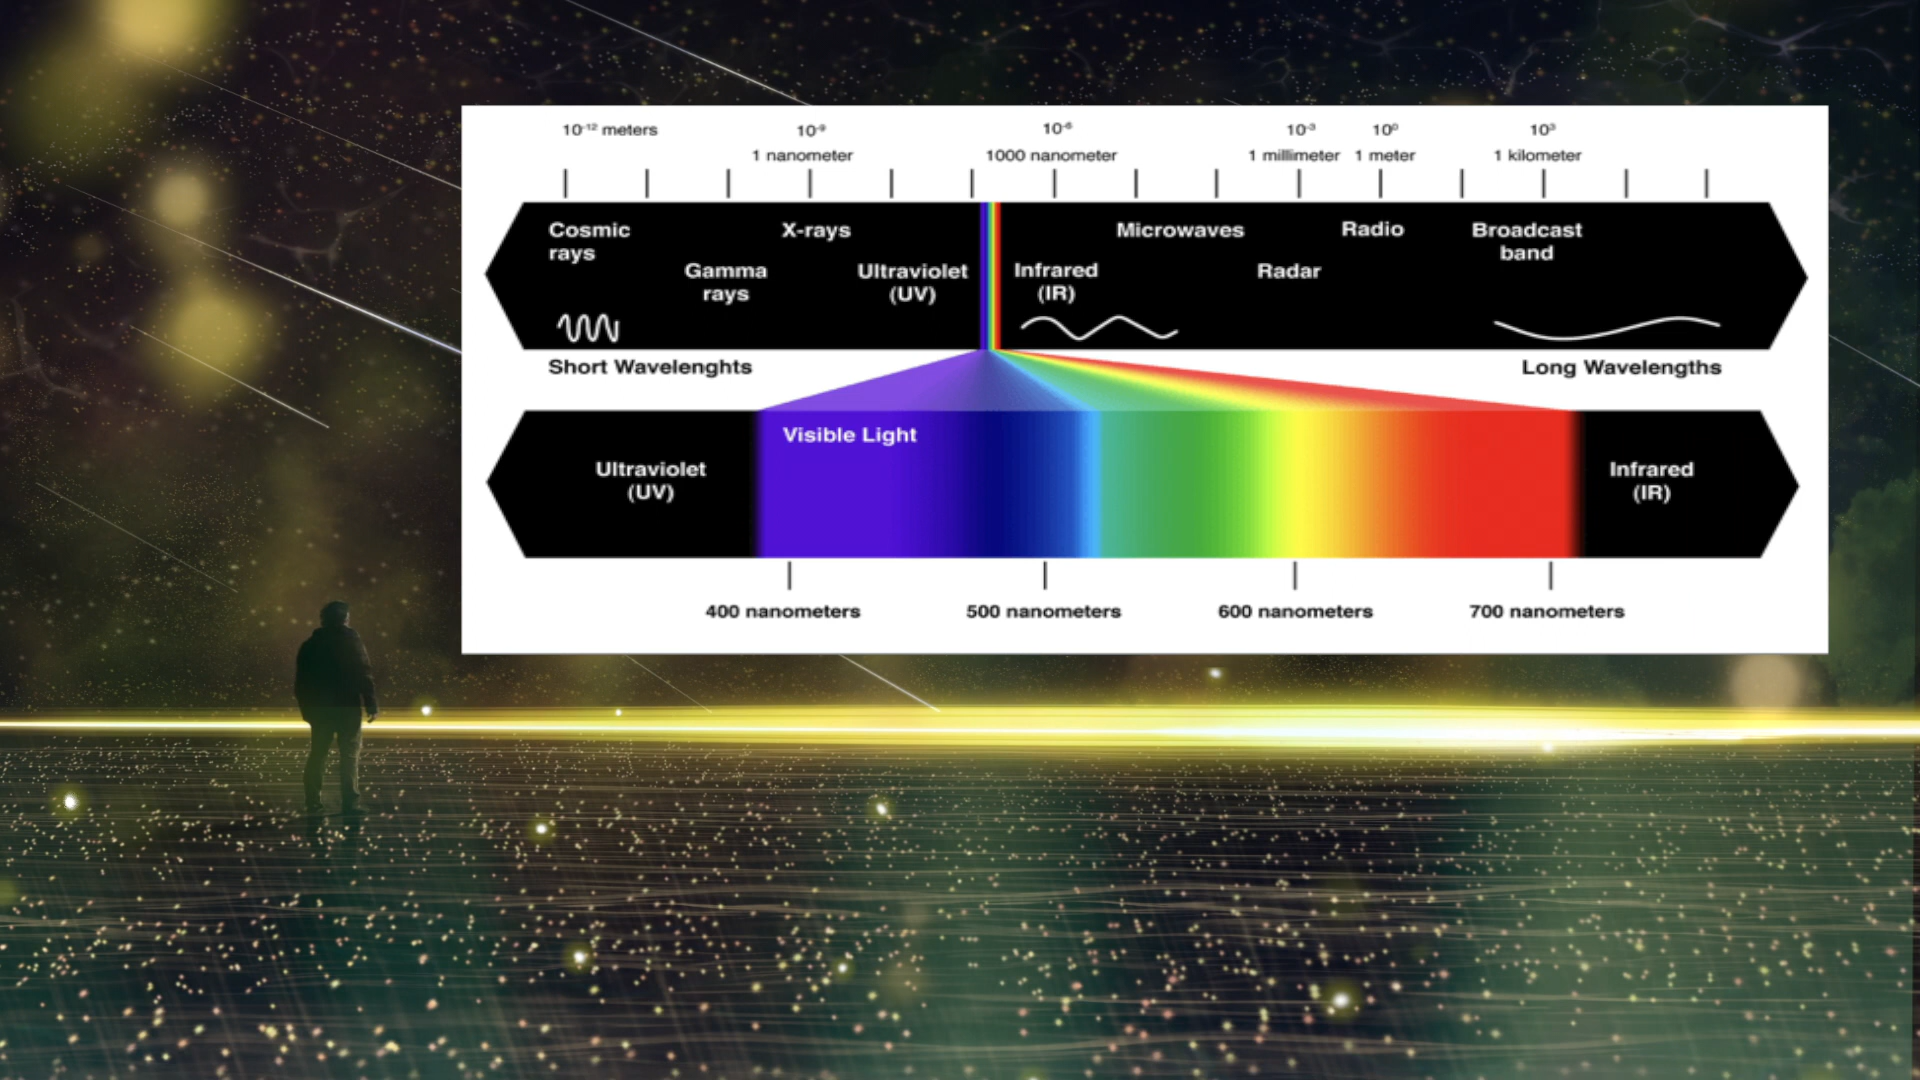 10⁻¹² meters 10⁻⁹ 10⁻⁶ 10⁻³ 10⁰ 10³
1 nanometer 1000 nanometer 1 millimeter 1 meter 1 kilometer
Cosmic
rays
Gamma
rays
X-rays
Ultraviolet
(UV)
Infrared
(IR)
Microwaves
Radar
Radio
Broadcast
band
Short Wavelenghts
Long Wavelengths
Ultraviolet
(UV)
Visible Light
Infrared
(IR)
400 nanometers 500 nanometers 600 nanometers 700 nanometers